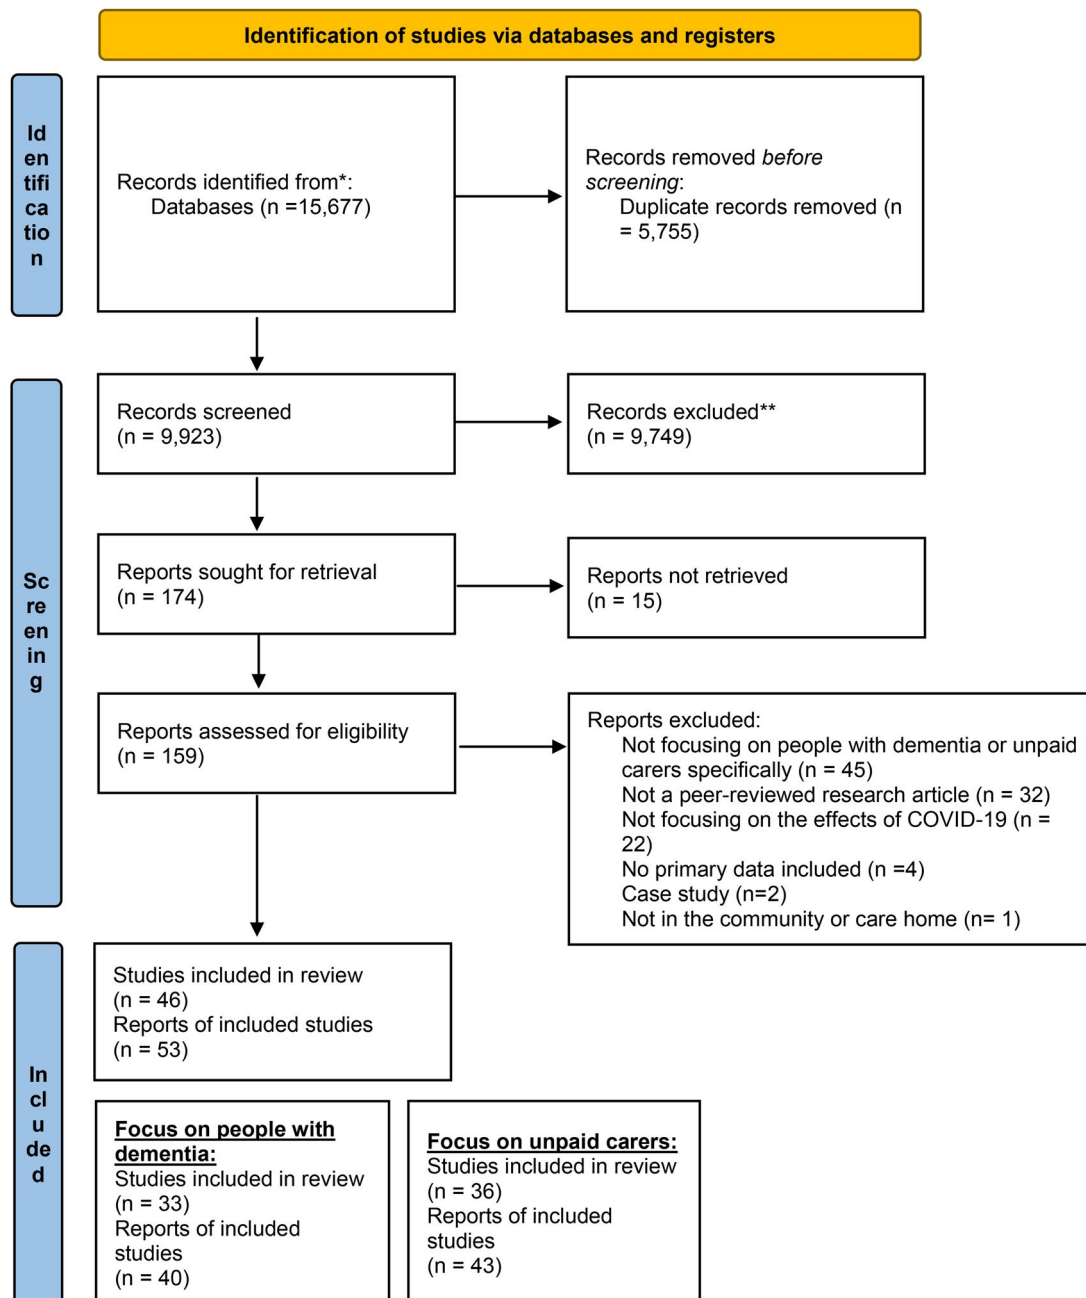 Identification of studies via databases and registers
Id
en
tifi
ca
tio
n
Records identified from*:
Databases (n =15,677)
Records removed before
screening:
Duplicate records removed (n
= 5,755)
Sc
re
en
in
g
Records screened
(n = 9,923)
Records excluded**
(n = 9,749)
Reports sought for retrieval
(n = 174)
Reports not retrieved
(n = 15)
Reports assessed for eligibility
(n = 159)
Reports excluded:
Not focusing on people with dementia or unpaid
carers specifically (n = 45)
Not a peer-reviewed research article (n = 32)
Not focusing on the effects of COVID-19 (n =
22)
No primary data included (n =4)
Case study (n=2)
Not in the community or care home (n= 1)
In
cl
u
de
d
Studies included in review
(n = 46)
Reports of included studies
(n = 53)
Focus on people with
dementia:
Studies included in review
(n = 33)
Reports of included
studies
(n = 40)
Focus on unpaid carers:
Studies included in review
(n = 36)
Reports of included
studies
(n = 43)